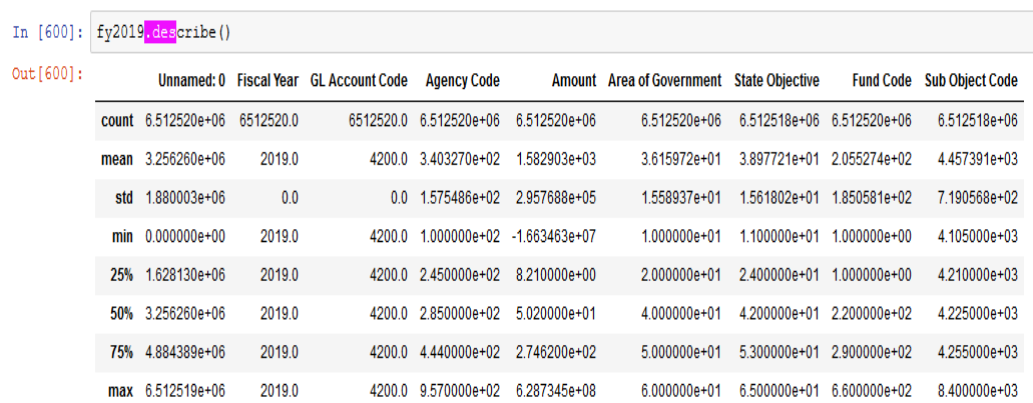 In [600]: fy2019.describe()
Out[600]:
Unnamed: 0 Fiscal Year GL Account Code Agency Code Amount Area of Government State Objective Fund Code Sub Object Code
count 6.512520e+06 6512520.0 6512520.0 6.512520e+06 6.512520e+06 6.512520e+06 6.512518e+06 6.512520e+06 6.512518e+06
mean 3.256260e+06 2019.0 4200.0 3.403270e+02 1.582903e+03 3.615972e+01 3.897721e+01 2.055274e+02 4.457391e+03
std 1.880003e+06 0.0 0.0 1.575486e+02 2.957688e+05 1.558937e+01 1.561802e+01 1.850581e+02 7.190568e+02
min 0.000000e+00 2019.0 4200.0 1.000000e+02 -1.663463e+07 1.000000e+01 1.100000e+01 1.000000e+00 4.105000e+03
25% 1.628130e+06 2019.0 4200.0 2.450000e+02 8.210000e+00 2.000000e+01 2.400000e+01 1.000000e+00 4.210000e+03
50% 3.256260e+06 2019.0 4200.0 2.850000e+02 5.020000e+01 4.000000e+01 4.200000e+01 2.200000e+02 4.225000e+03
75% 4.884389e+06 2019.0 4200.0 4.440000e+02 2.746200e+02 5.000000e+01 5.300000e+01 2.900000e+02 4.255000e+03
max 6.512519e+06 2019.0 4200.0 9.570000e+02 6.287345e+08 6.000000e+01 6.500000e+01 6.600000e+02 8.400000e+03